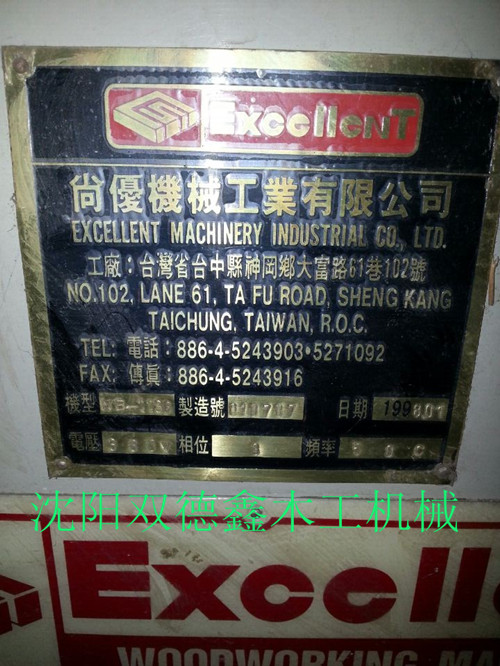 ExcelleNT
尚優機械工業有限公司
EXCELLENT MACHINERY INDUSTRIAL CO., LTD.
工廠：台灣省台中縣神岡鄉大富路61巷102號
NO.102, LANE 61, TA FU ROAD, SHENG KANG
TAICHUNG, TAIWAN, R.O.C.
TEL: 電話：886-4-5243903·5271092
FAX: 傳眞：886-4-5243916
機型 製造號 日期 1998.01
電壓 相位 頻率
沈阳双德鑫木工机械
Excelle
WOODWORKING MA